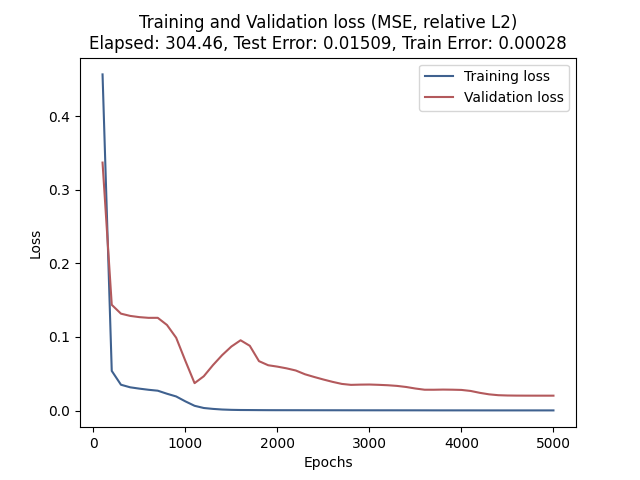 Training and Validation loss (MSE, relative L2)
Elapsed: 304.46, Test Error: 0.01509, Train Error: 0.00028
Training loss
Validation loss
0.4
0.3
0.2
0.1
0.0
Loss
0
1000
2000
3000
4000
5000
Epochs